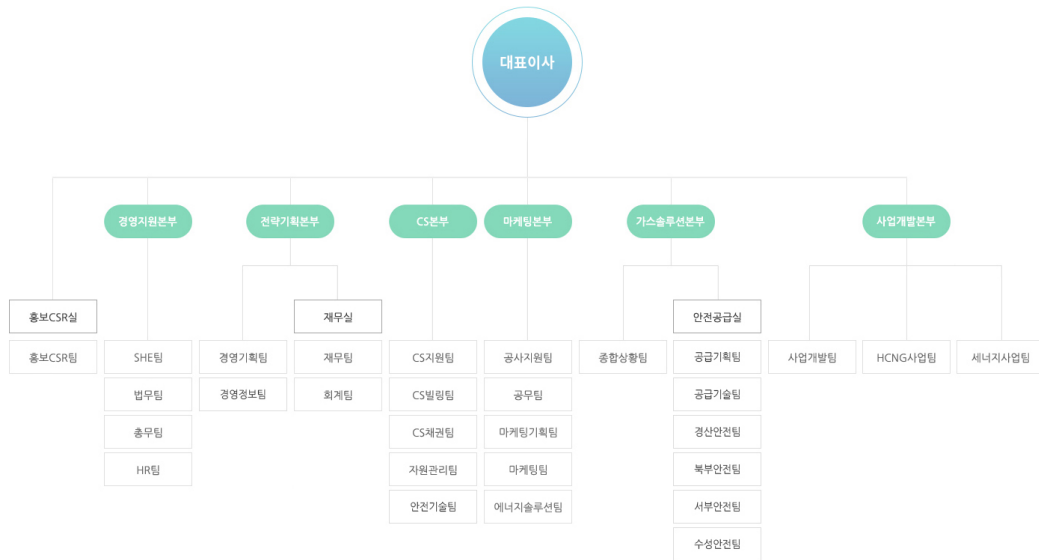 대표이사
경영지원본부
전략기획본부
CS본부
마케팅본부
가스솔루션본부
사업개발본부
홍보CSR실
재무실
안전공급실
홍보CSR팀
SHE팀
경영기획팀
재무팀
CS지원팀
공사지원팀
종합상황팀
공급기획팀
사업개발팀
HCNG사업팀
세너지사업팀
법무팀
경영정보팀
회계팀
CS빌링팀
공무팀
공급기술팀
총무팀
CS채권팀
마케팅기획팀
경산안전팀
HR팀
자원관리팀
마케팅팀
북부안전팀
안전기술팀
에너지솔루션팀
서부안전팀
수성안전팀